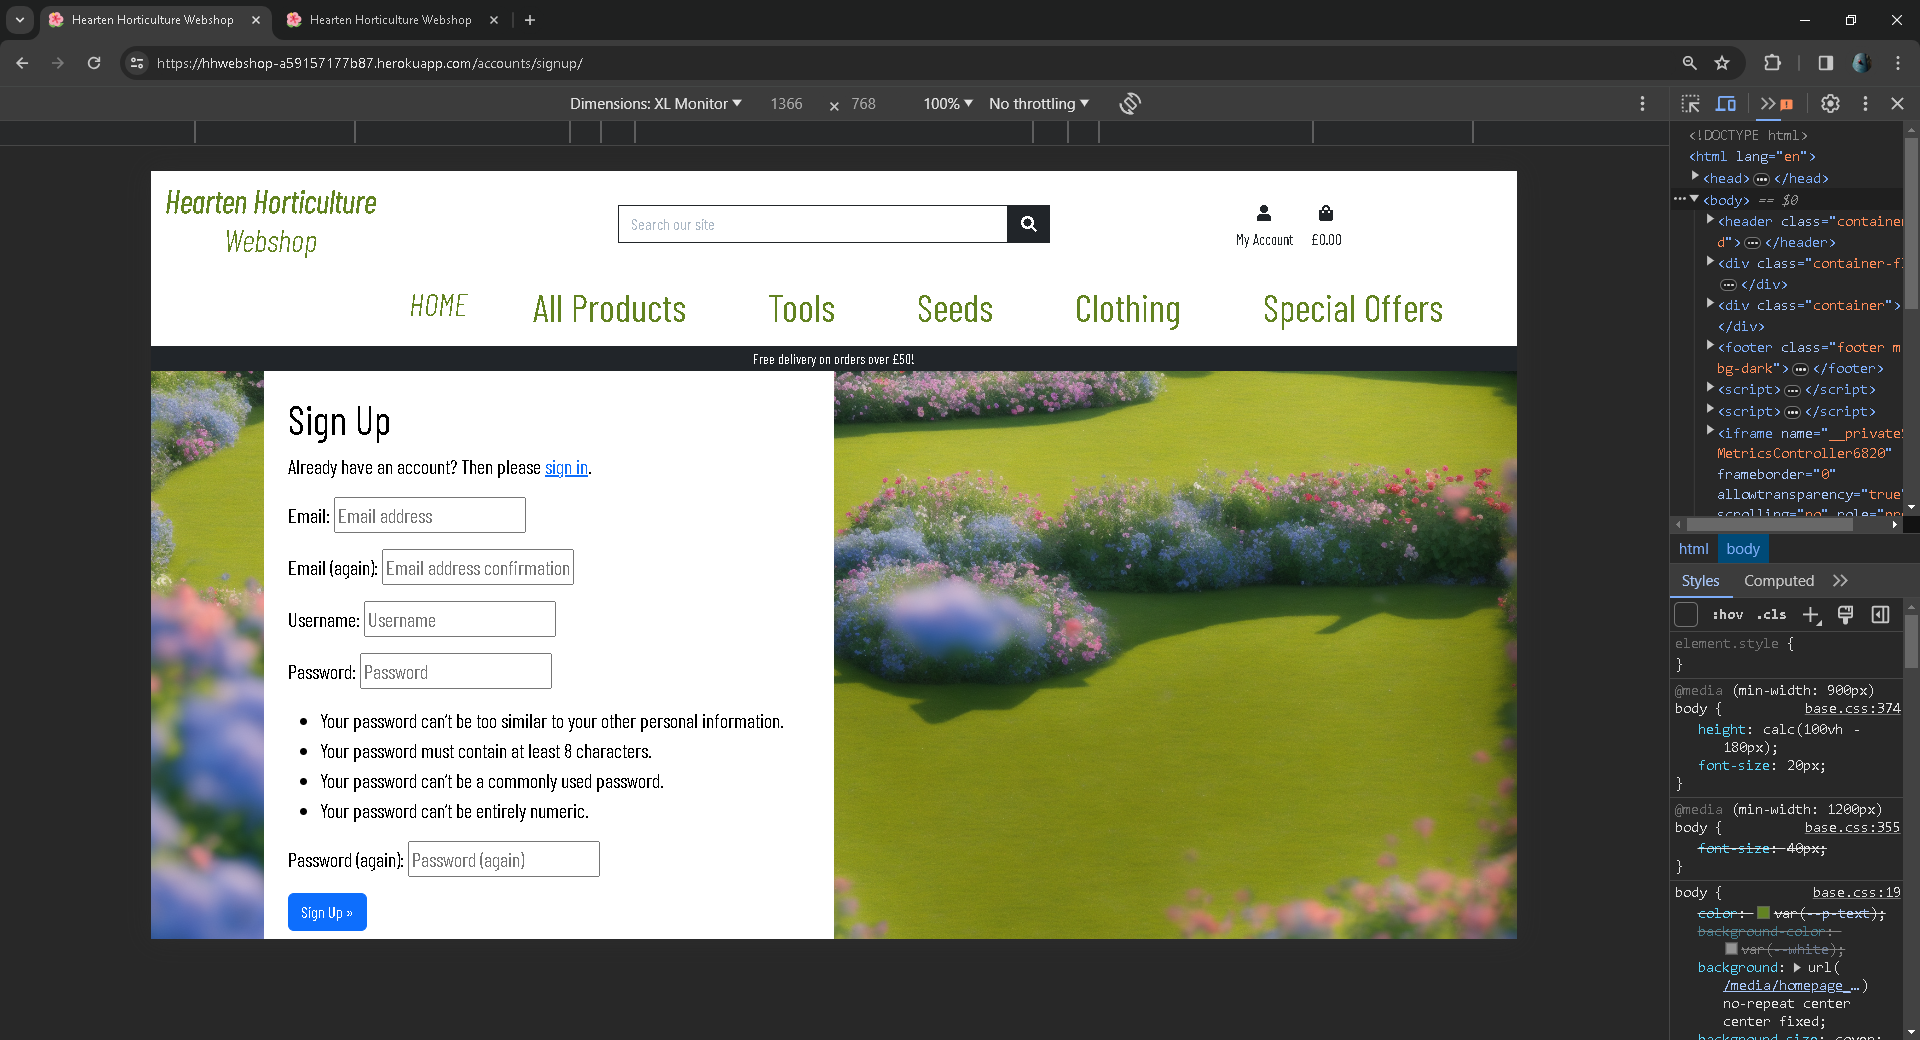 Hearten Horticulture Webshop
Hearten Horticulture Webshop
https://hhwebshop-a59157177b87.herokuapp.com/accounts/signup/
Dimensions: XL Monitor
1366 × 768
100%
No throttling
Hearten Horticulture
Webshop
Search our site
My Account
£0.00
HOME
All Products
Tools
Seeds
Clothing
Special Offers
Free delivery on orders over £50!
Sign Up
Already have an account? Then please sign in.
Email: Email address
Email (again): Email address confirmation
Username: Username
Password: Password
Your password can't be too similar to your other personal information.
Your password must contain at least 8 characters.
Your password can't be a commonly used password.
Your password can't be entirely numeric.
Password (again): Password (again)
Sign Up »
<!DOCTYPE html>
<html lang="en">
<head> ••• </head>
••• <body> == $0
<header class="container
d"> ••• </header>
<div class="container-f
••• </div>
<div class="container">
</div>
<footer class="footer m
bg-dark"> ••• </footer>
<script> ••• </script>
<script> ••• </script>
<iframe name="__privateS
MetricsController6820"
frameborder="0"
allowtransparency="true"
scrolling="no"
html body
Styles Computed
:hov .cls
element.style {
}
@media (min-width: 900px)
body { base.css:374
height: calc(100vh -
180px);
font-size: 20px;
}
@media (min-width: 1200px)
body { base.css:355
font-size: 40px;
}
body { base.css:19
color: var(--p-text);
background-color:
var(--white);
background: url(
/media/homepage_…)
no-repeat center
center fixed;
background-size: cover;